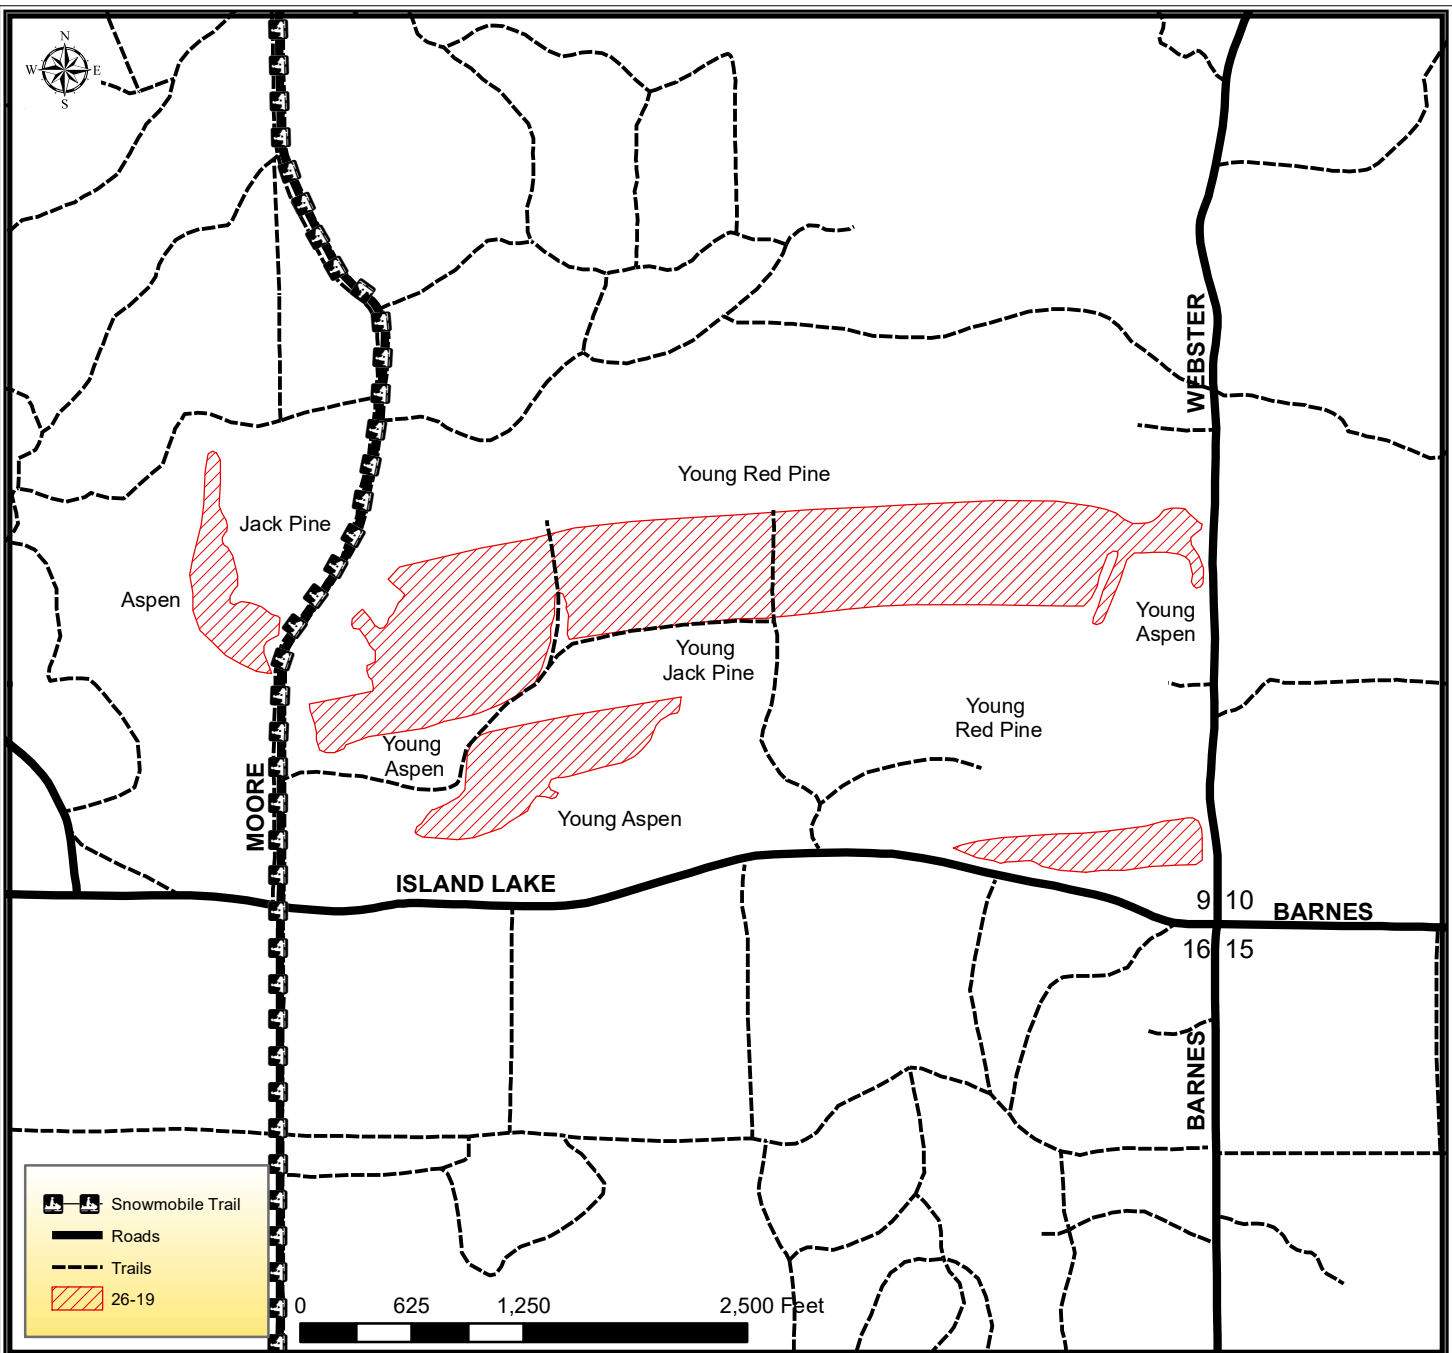 N
W E
S
WEBSTER
Young Red Pine
Jack Pine
Aspen
Young
Aspen
Young
Jack Pine
Young
Red Pine
Young
Aspen
MOORE
Young Aspen
ISLAND LAKE
9 10
BARNES
16 15
BARNES
Snowmobile Trail
Roads
Trails
26-19
0 625 1,250 2,500 Feet